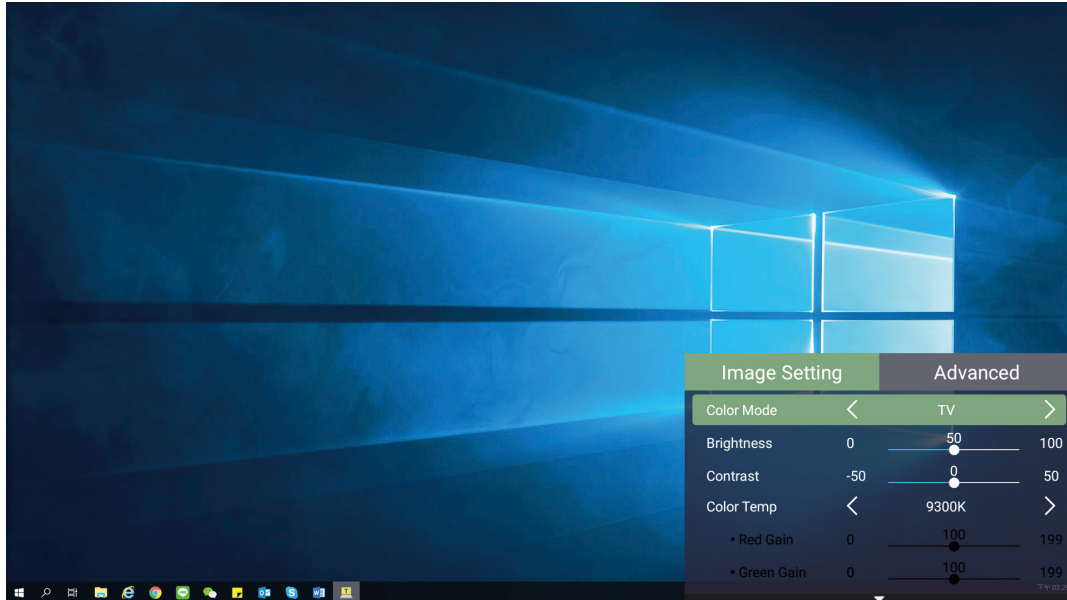 Image Setting Advanced
Color Mode TV
Brightness 0 50 100
Contrast -50 0 50
Color Temp 9300K
• Red Gain 0 100 199
• Green Gain 0 100 199